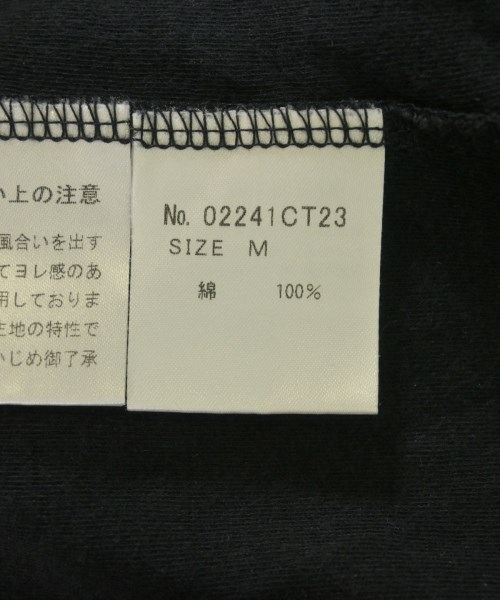 い上の注意
風合いを出す
てヨレ感のあ
用しておりま
生地の特性で
いじめ御了承
No. 02241CT23
SIZE M
綿 100%